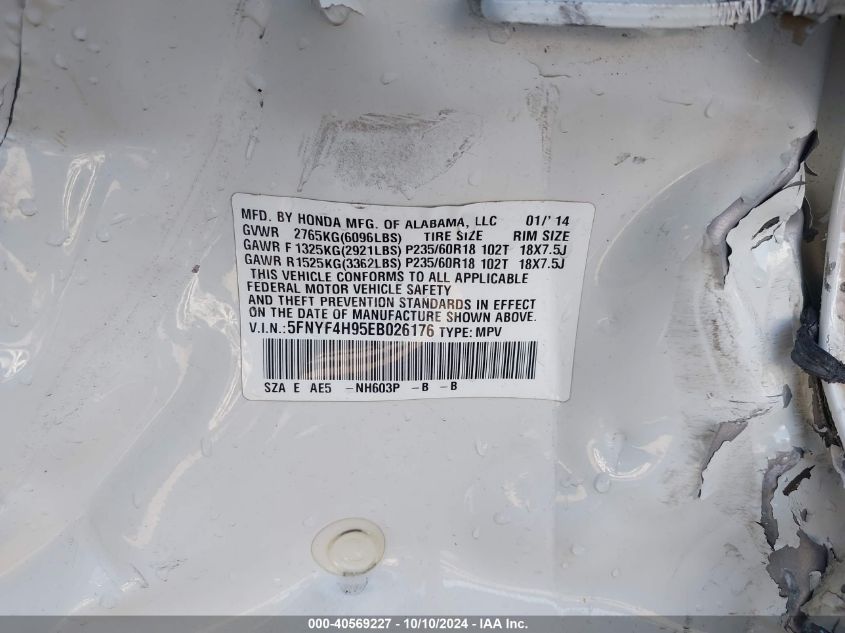 MFD. BY HONDA MFG. OF ALABAMA, LLC 01/'14
GVWR 2765KG(6096LBS) TIRE SIZE RIM SIZE
GAWR F 1325KG(2921LBS) P235/60R18 102T 18X7.5J
GAWR R1525KG(3362LBS) P235/60R18 102T 18X7.5J
THIS VEHICLE CONFORMS TO ALL APPLICABLE
FEDERAL MOTOR VEHICLE SAFETY
AND THEFT PREVENTION STANDARDS IN EFFECT
ON THE DATE OF MANUFACTURE SHOWN ABOVE.
V.I.N.:5FNYF4H95EB026176 TYPE: MPV
SZA E AE5 -NH603P -B -B
000-40569227 - 10/10/2024 - IAA Inc.